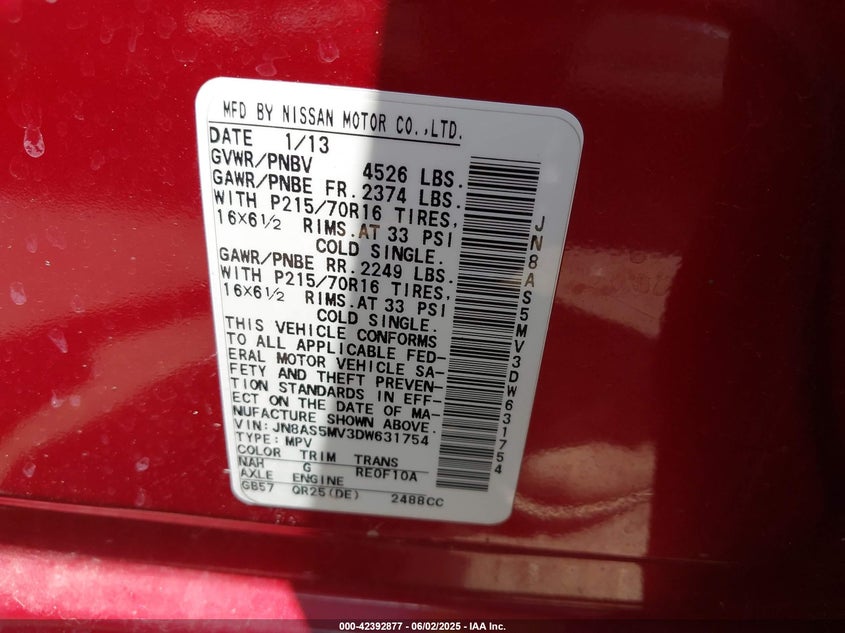 MFD BY NISSAN MOTOR CO.,LTD.
DATE 1/13
GVWR/PNBV 4526 LBS.
GAWR/PNBE FR.2374 LBS.
WITH P215/70R16 TIRES,
16×6½ RIMS.AT 33 PSI
COLD SINGLE.
GAWR/PNBE RR.2249 LBS.
WITH P215/70R16 TIRES,
16×6½ RIMS.AT 33 PSI
COLD SINGLE.
THIS VEHICLE CONFORMS
TO ALL APPLICABLE FED-
ERAL MOTOR VEHICLE SA-
FETY AND THEFT PREVEN-
TION STANDARDS IN EFF-
ECT ON THE DATE OF MA-
NUFACTURE SHOWN ABOVE.
VIN: JN8AS5MV3DW631754
TYPE: MPV
COLOR TRIM TRANS
NAH G RE0F10A
AXLE ENGINE
GB57 QR25(DE) 2488CC
JN8AS5MV3DW631754
000-42392877 - 06/02/2025 - IAA Inc.